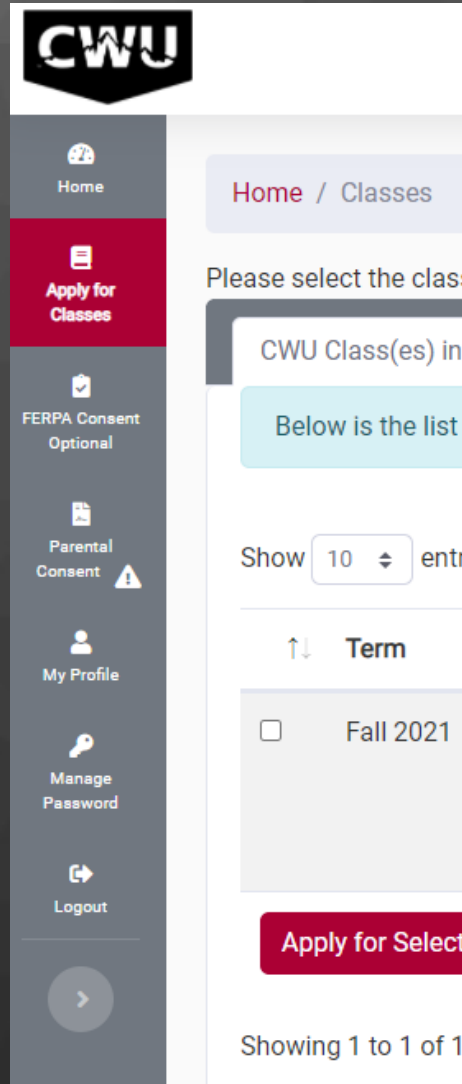 CWU
Home
Apply for
Classes
FERPA Consent
Optional
Parental
Consent
My Profile
Manage
Password
Logout
Home / Classes
Please select the clas
CWU Class(es) in
Below is the list
Show 10 entr
Term
Fall 2021
Apply for Select
Showing 1 to 1 of 1